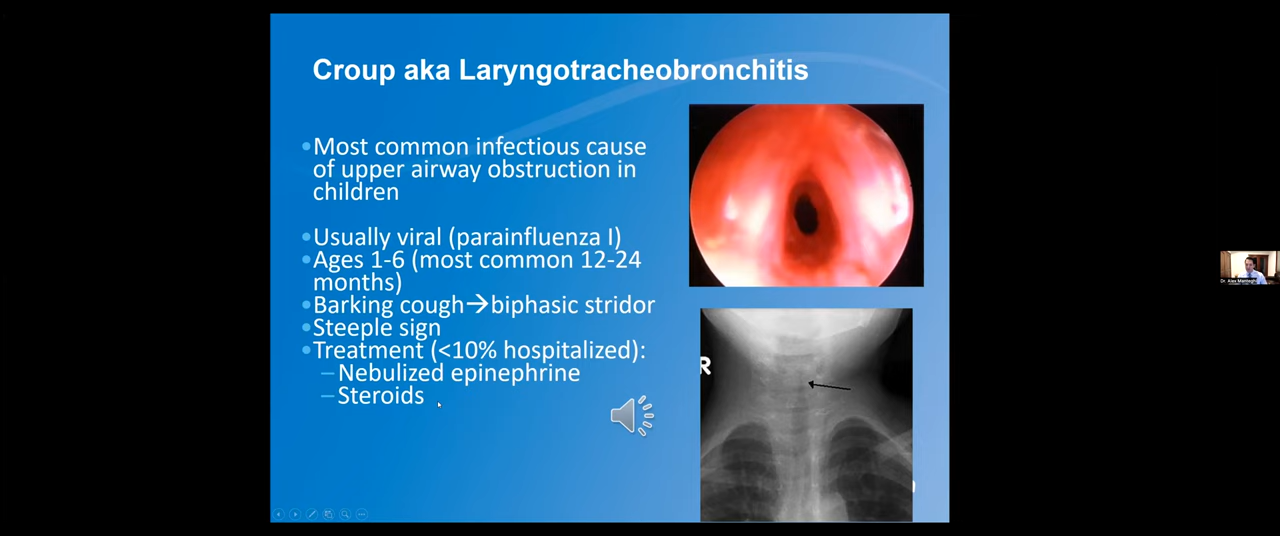 Croup aka Laryngotracheobronchitis
•Most common infectious cause
of upper airway obstruction in
children
•Usually viral (parainfluenza I)
•Ages 1-6 (most common 12-24
months)
•Barking cough→biphasic stridor
•Steeple sign
•Treatment (<10% hospitalized):
–Nebulized epinephrine
–Steroids
R